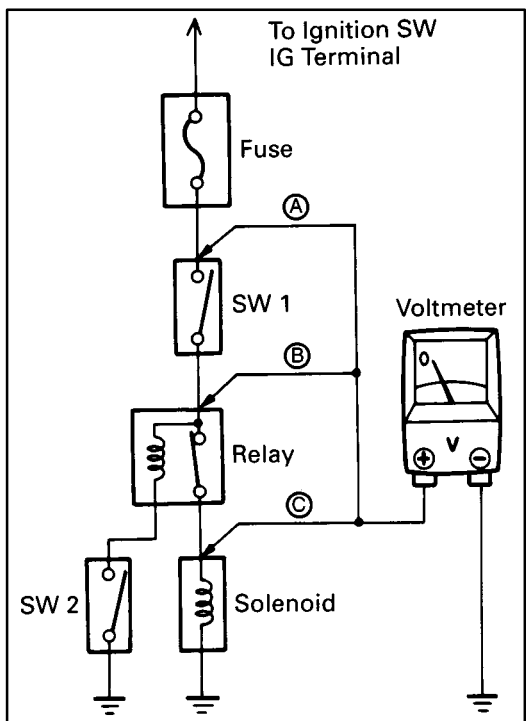 To Ignition SW
IG Terminal
Fuse
A
SW 1
Voltmeter
B
0
Relay
V
+ −
C
SW 2
Solenoid